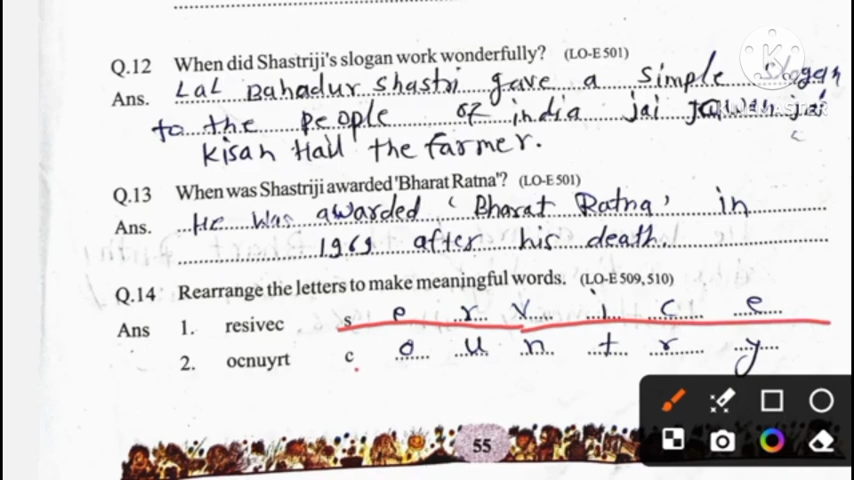 Q.12 When did Shastriji's slogan work wonderfully? (LO-E 501)
Ans. Lal Bahadur Shastri gave a simple slogan
to the people of india jai jawan jai
Kisan Hail the farmer.
Q.13 When was Shastriji awarded 'Bharat Ratna'? (LO-E 501)
Ans. He was awarded 'Bharat Ratna' in
196 after his death.
Q.14 Rearrange the letters to make meaningful words. (LO-E 509, 510)
Ans 1. resivec s e r v i c e
2. ocnuyrt c o u n t r y
55